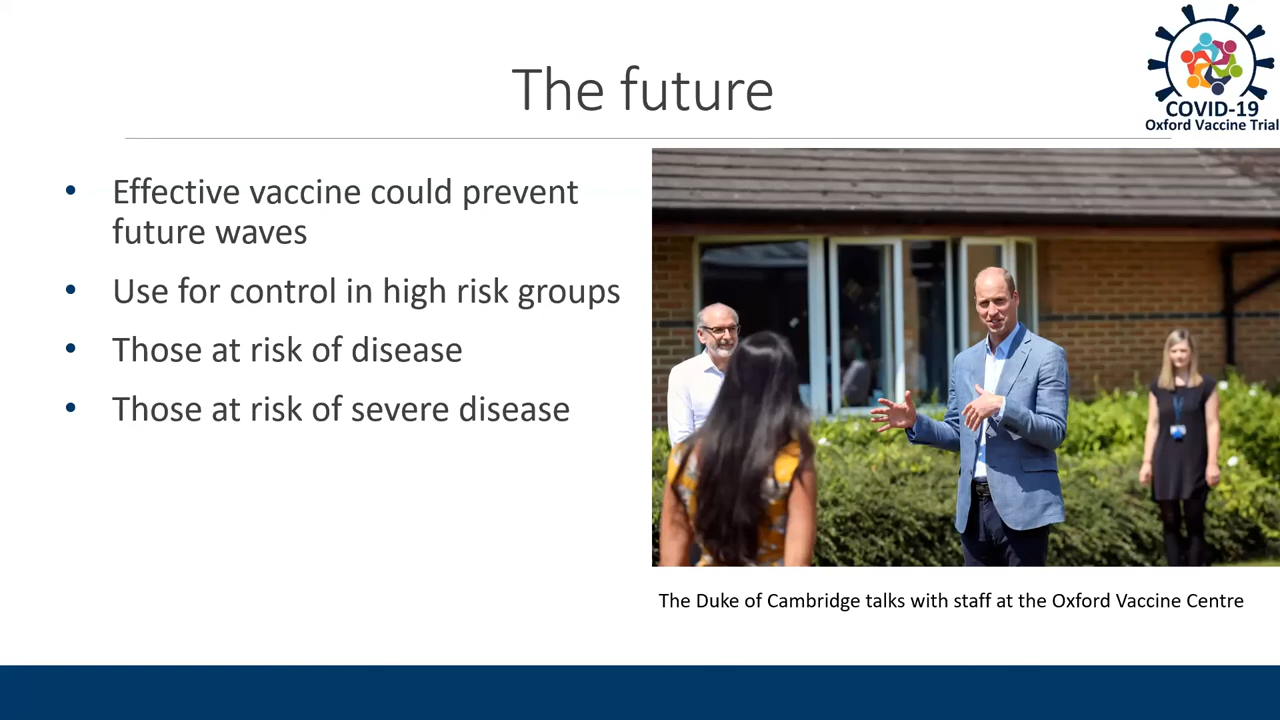 The future
COVID-19
Oxford Vaccine Trial
• Effective vaccine could prevent
future waves
• Use for control in high risk groups
• Those at risk of disease
• Those at risk of severe disease
The Duke of Cambridge talks with staff at the Oxford Vaccine Centre